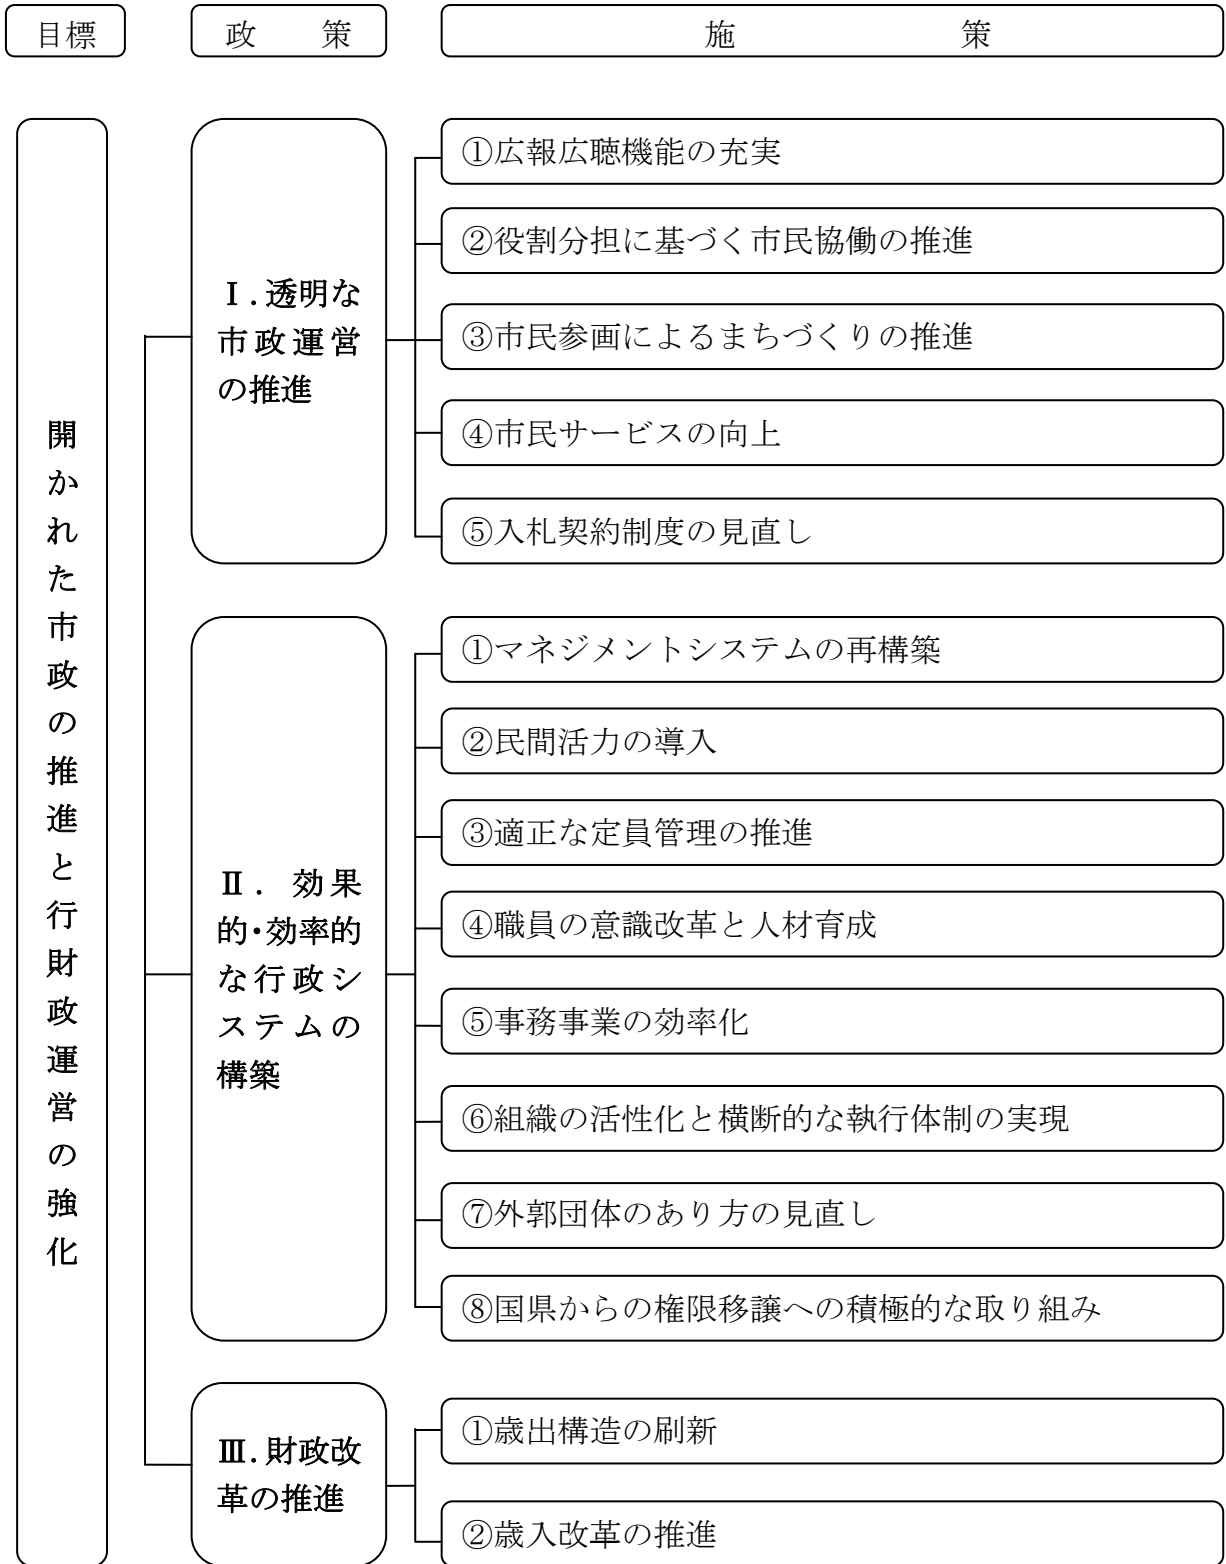 目標
政　策
施　策
開かれた市政の推進と行財政運営の強化
Ⅰ.透明な
市政運営
の推進
①広報広聴機能の充実
②役割分担に基づく市民協働の推進
③市民参画によるまちづくりの推進
④市民サービスの向上
⑤入札契約制度の見直し
Ⅱ. 効果
的・効率的
な行政シ
ステムの
構築
①マネジメントシステムの再構築
②民間活力の導入
③適正な定員管理の推進
④職員の意識改革と人材育成
⑤事務事業の効率化
⑥組織の活性化と横断的な執行体制の実現
⑦外郭団体のあり方の見直し
⑧国県からの権限移譲への積極的な取り組み
Ⅲ.財政改
革の推進
①歳出構造の刷新
②歳入改革の推進